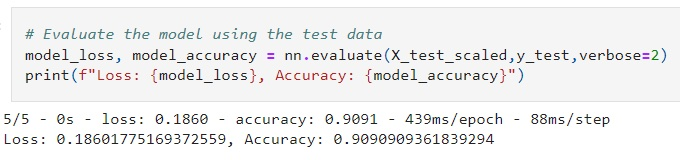 # Evaluate the model using the test data
model_loss, model_accuracy = nn.evaluate(X_test_scaled,y_test,verbose=2)
print(f"Loss: {model_loss}, Accuracy: {model_accuracy}")
5/5 - 0s - loss: 0.1860 - accuracy: 0.9091 - 439ms/epoch - 88ms/step
Loss: 0.18601775169372559, Accuracy: 0.9090909361839294